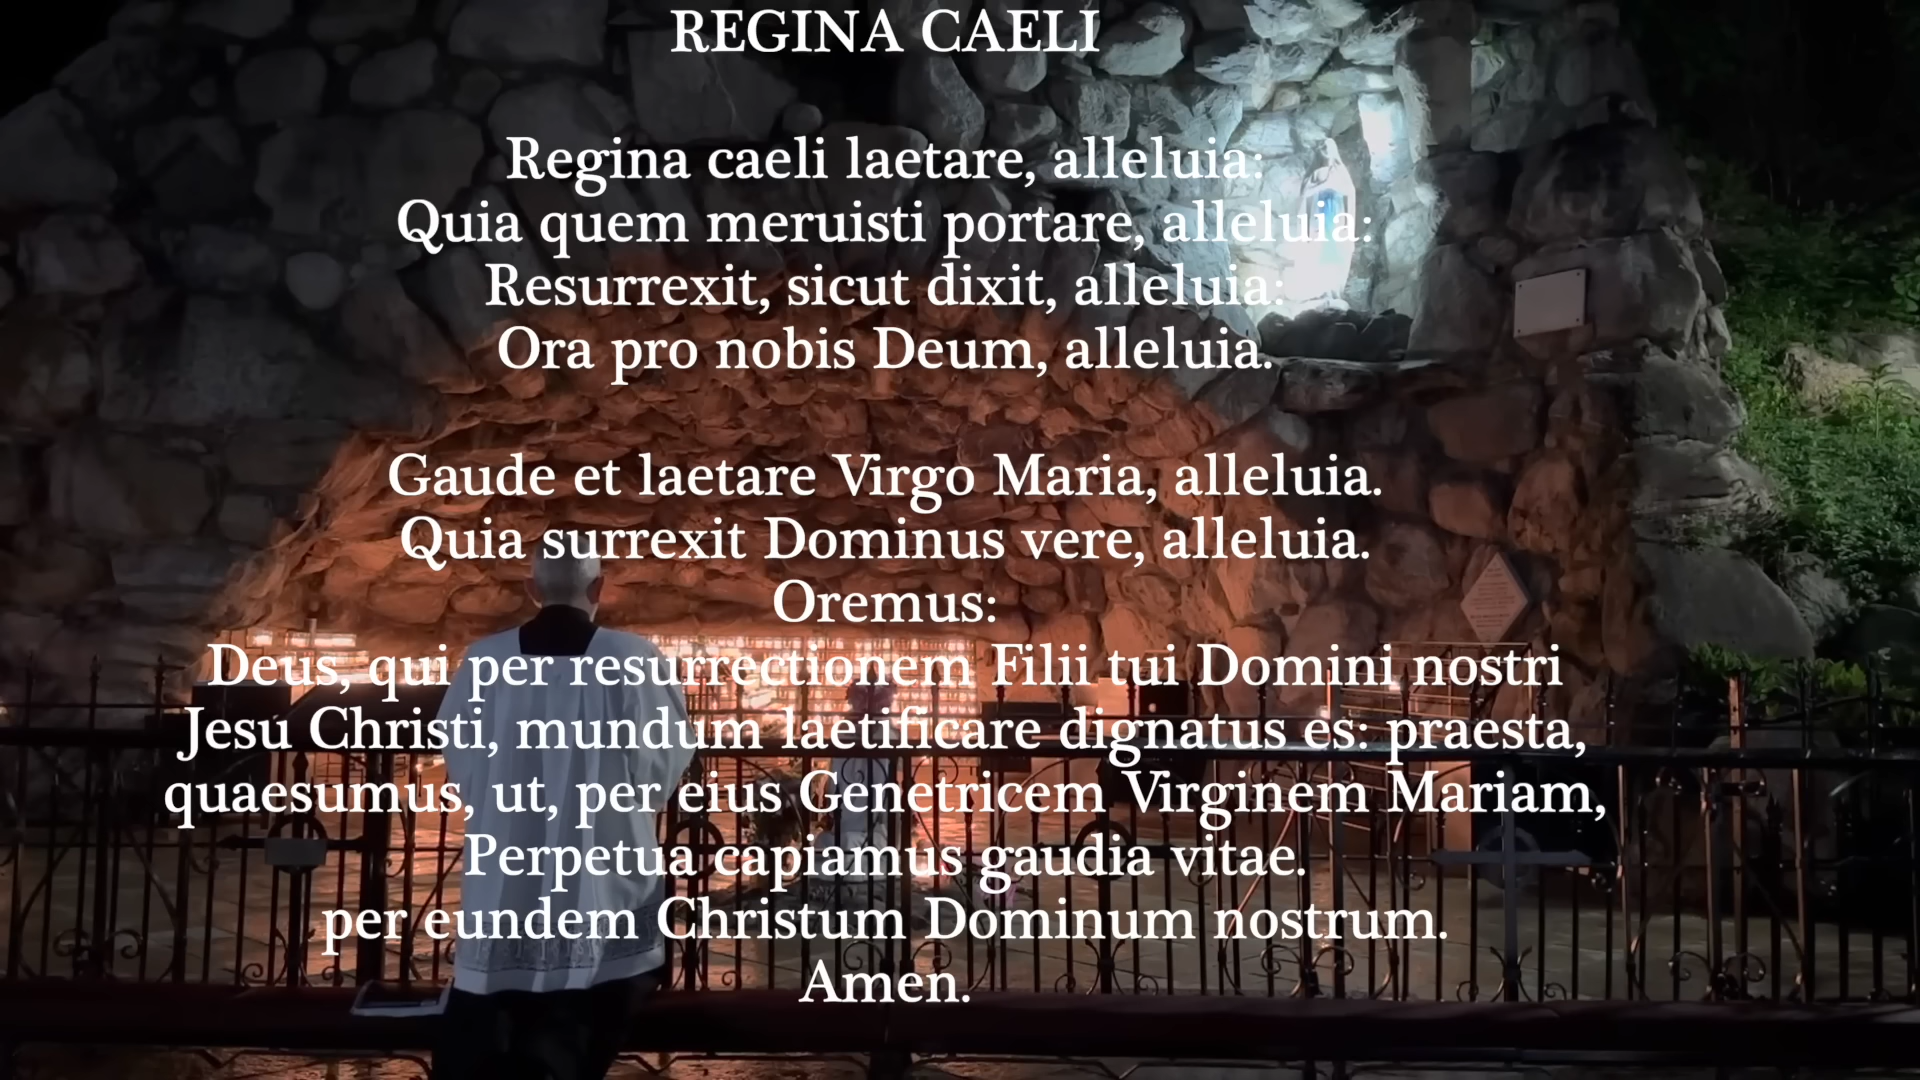 REGINA CAELI
Regina caeli laetare, alleluia:
Quia quem meruisti portare, alleluia:
Resurrexit, sicut dixit, alleluia:
Ora pro nobis Deum, alleluia.
Gaude et laetare Virgo Maria, alleluia.
Quia surrexit Dominus vere, alleluia.
Oremus:
Deus, qui per resurrectionem Filii tui Domini nostri
Jesu Christi, mundum laetificare dignatus es: praesta,
quaesumus, ut, per eius Genetricem Virginem Mariam,
Perpetua capiamus gaudia vitae.
per eundem Christum Dominum nostrum.
Amen.